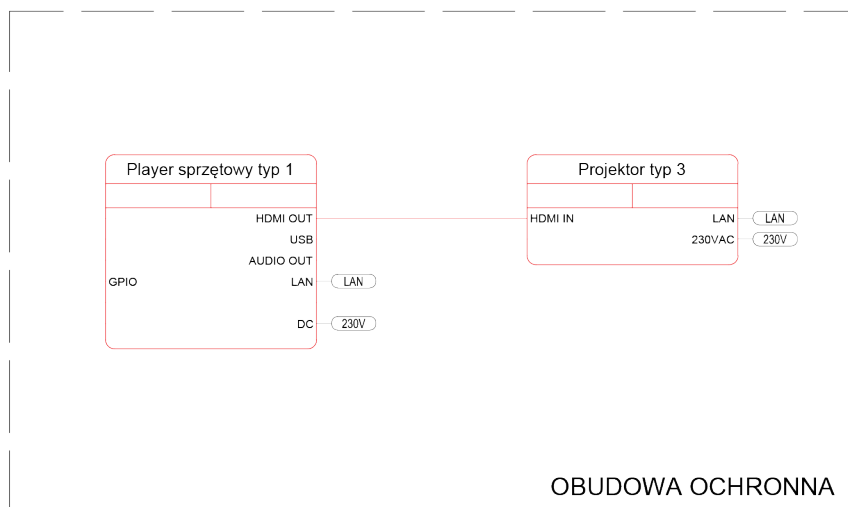 Player sprzętowy typ 1
HDMI OUT
USB
AUDIO OUT
GPIO
LAN
LAN
DC
230V
Projektor typ 3
HDMI IN
LAN
LAN
230VAC
230V
OBUDOWA OCHRONNA